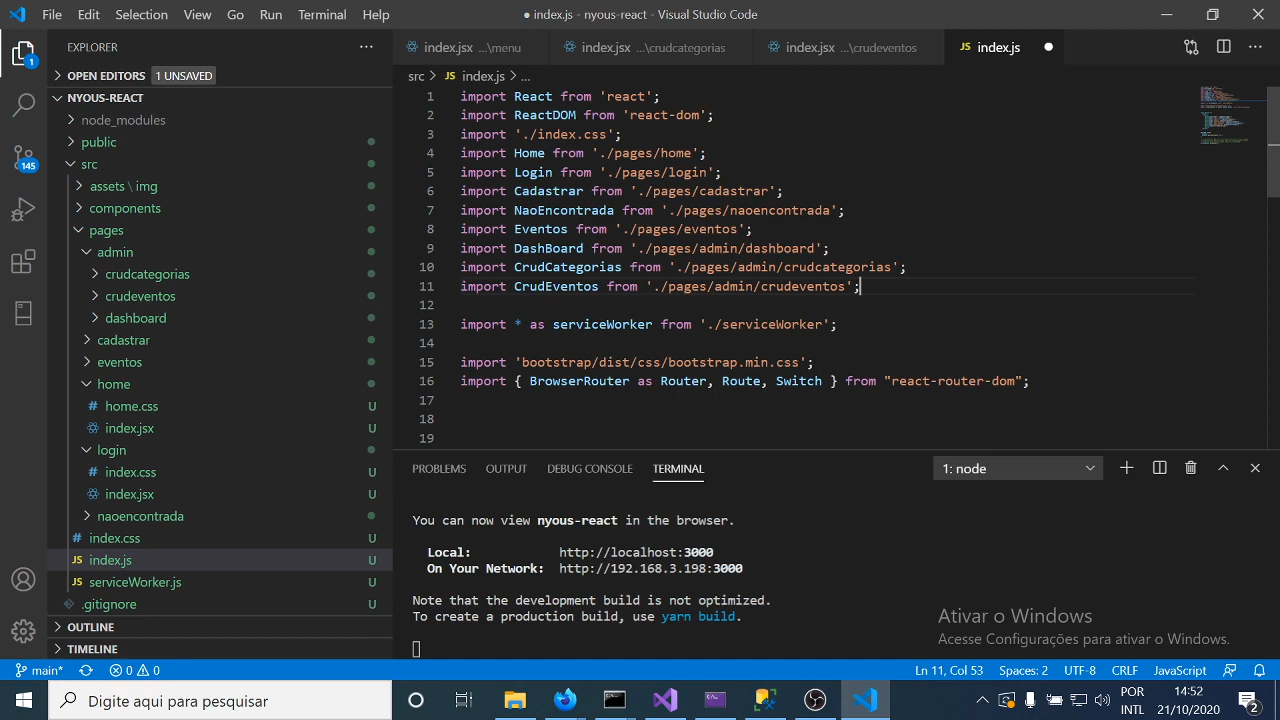 File Edit Selection View Go Run Terminal Help
● index.js - nyous-react - Visual Studio Code
EXPLORER
OPEN EDITORS 1 UNSAVED
NYOUS-REACT
node_modules
public
src
assets \ img
components
pages
admin
crudcategorias
crudeventos
dashboard
cadastrar
eventos
home
home.css U
index.jsx U
login
index.css U
index.jsx U
naoencontrada
# index.css U
JS index.js U
JS serviceWorker.js U
.gitignore U
OUTLINE
TIMELINE
1
145
index.jsx ...\menu
index.jsx ...\crudcategorias
index.jsx ...\crudeventos
JS index.js
src > JS index.js > ...
1 import React from 'react';
2 import ReactDOM from 'react-dom';
3 import './index.css';
4 import Home from './pages/home';
5 import Login from './pages/login';
6 import Cadastrar from './pages/cadastrar';
7 import NaoEncontrada from './pages/naoencontrada';
8 import Eventos from './pages/eventos';
9 import DashBoard from './pages/admin/dashboard';
10 import CrudCategorias from './pages/admin/crudcategorias';
11 import CrudEventos from './pages/admin/crudeventos';
12
13 import * as serviceWorker from './serviceWorker';
14
15 import 'bootstrap/dist/css/bootstrap.min.css';
16 import { BrowserRouter as Router, Route, Switch } from "react-router-dom";
17
18
19
PROBLEMS OUTPUT DEBUG CONSOLE TERMINAL
1: node
You can now view nyous-react in the browser.
Local: http://localhost:3000
On Your Network: http://192.168.3.198:3000
Note that the development build is not optimized.
To create a production build, use yarn build.
Ativar o Windows
Acesse Configurações para ativar o Windows.
main* 0 0
Ln 11, Col 53 Spaces: 2 UTF-8 CRLF JavaScript
Digite aqui para pesquisar
POR
INTL
14:52
21/10/2020
2